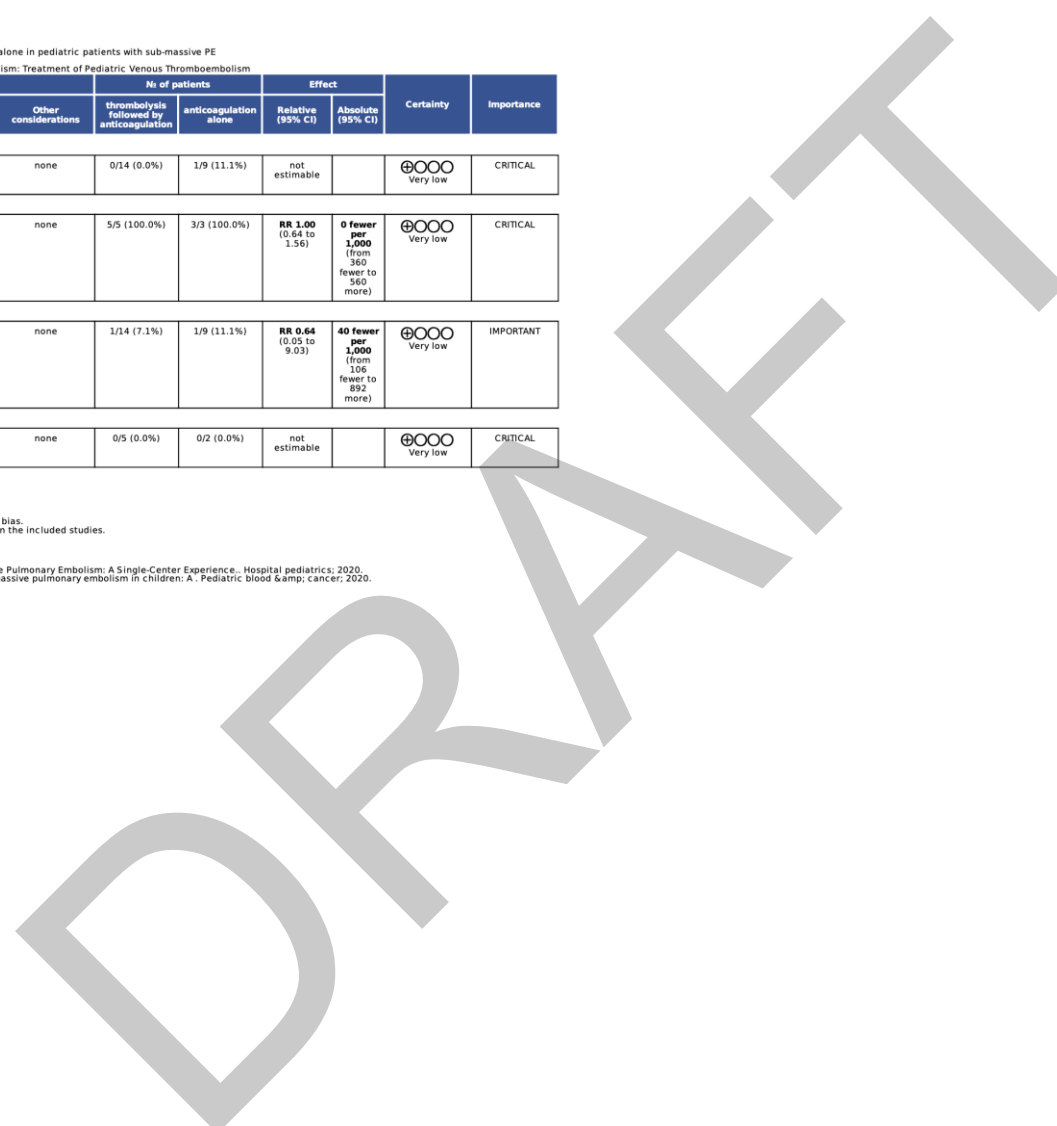 alone in pediatric patients with sub-massive PE
ism: Treatment of Pediatric Venous Thromboembolism
№ of patients
Effect
Certainty
Importance
Other
considerations
thrombolysis
followed by
anticoagulation
anticoagulation
alone
Relative
(95% CI)
Absolute
(95% CI)
none
0/14 (0.0%)
1/9 (11.1%)
not
estimable
⨁◯◯◯
Very low
CRITICAL
none
5/5 (100.0%)
3/3 (100.0%)
RR 1.00
(0.64 to
1.56)
0 fewer
per
1,000
(from
360
fewer to
560
more)
⨁◯◯◯
Very low
CRITICAL
none
1/14 (7.1%)
1/9 (11.1%)
RR 0.64
(0.05 to
9.03)
40 fewer
per
1,000
(from
106
fewer to
892
more)
⨁◯◯◯
Very low
IMPORTANT
none
0/5 (0.0%)
0/2 (0.0%)
not
estimable
⨁◯◯◯
Very low
CRITICAL
bias.
n the included studies.
e Pulmonary Embolism: A Single-Center Experience.. Hospital pediatrics; 2020.
assive pulmonary embolism in children: A . Pediatric blood &amp; cancer; 2020.
DRAFT